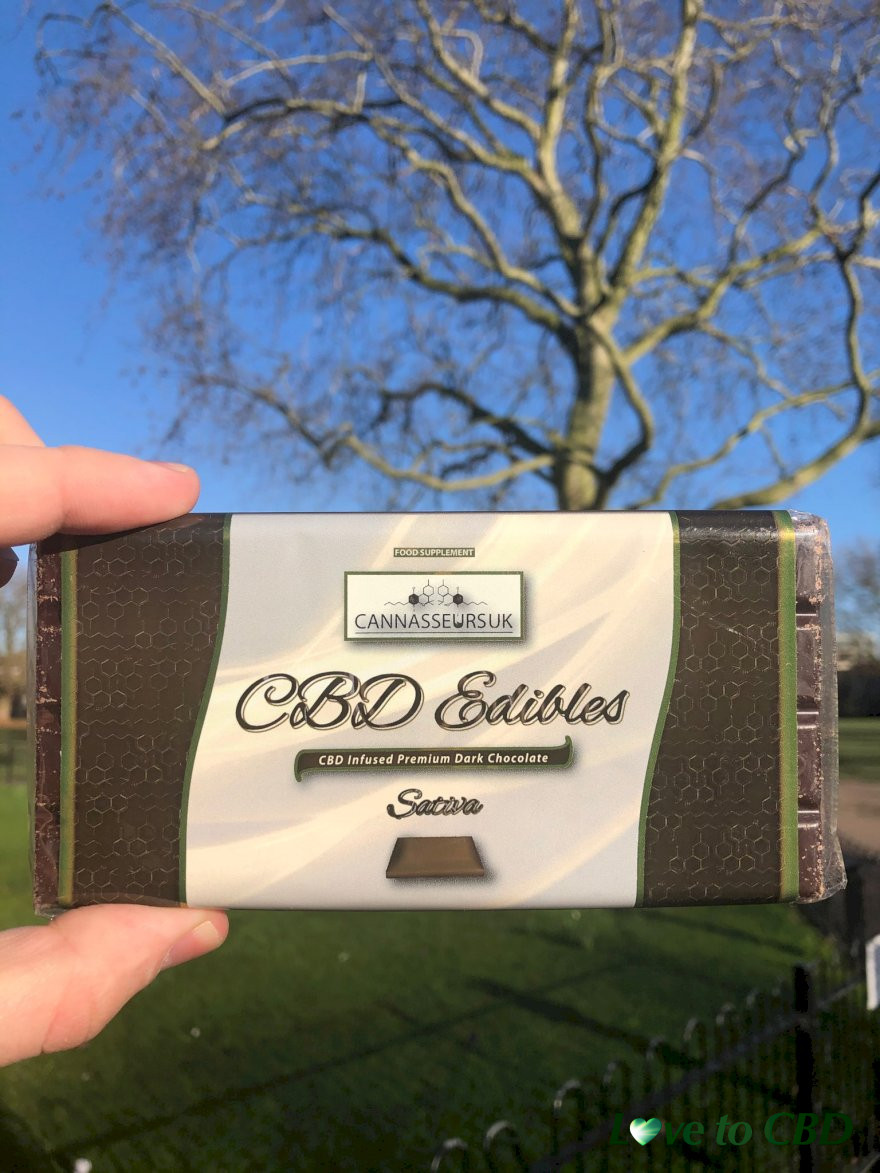 FOOD SUPPLEMENT
CANNASSEURSUK
CBD Edibles
CBD Infused Premium Dark Chocolate
Sativa
Love to CBD